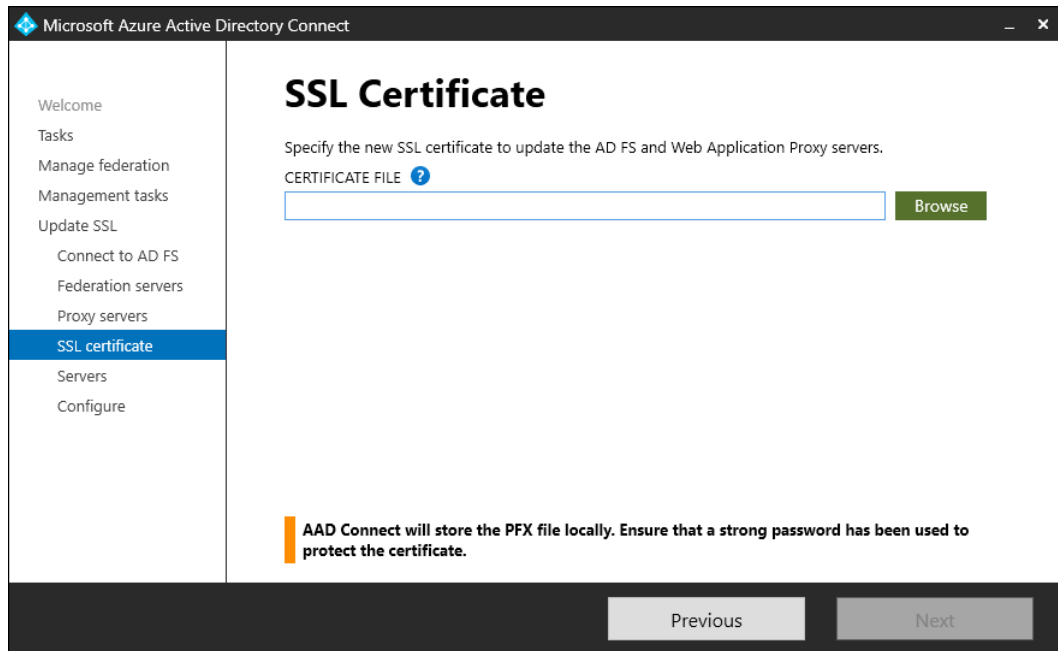 Microsoft Azure Active Directory Connect
Welcome
Tasks
Manage federation
Management tasks
Update SSL
Connect to AD FS
Federation servers
Proxy servers
SSL certificate
Servers
Configure
SSL Certificate
Specify the new SSL certificate to update the AD FS and Web Application Proxy servers.
CERTIFICATE FILE ?
Browse
AAD Connect will store the PFX file locally. Ensure that a strong password has been used to
protect the certificate.
Previous
Next